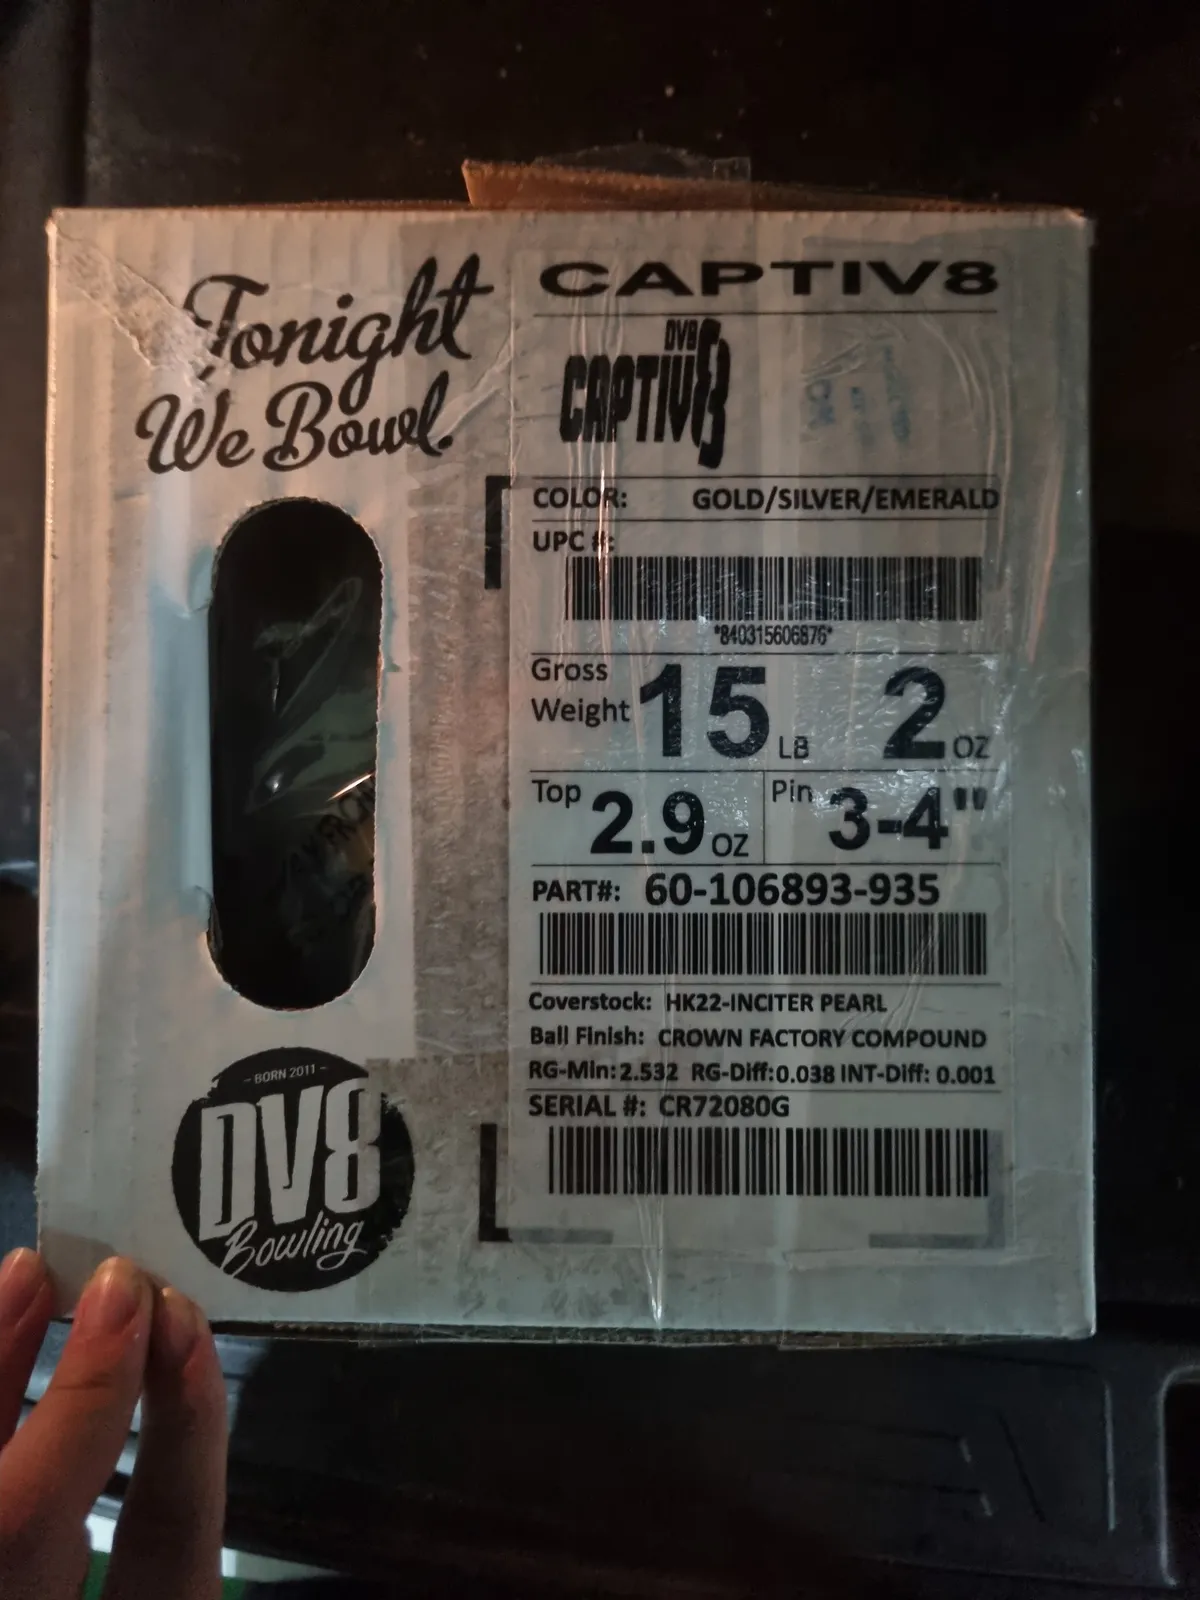 Tonight
We Bowl.
CAPTIV8
DV8
CAPTIV8
COLOR: GOLD/SILVER/EMERALD
UPC #:
*840315606876*
Gross
Weight 15 LB 2 OZ
Top 2.9 OZ Pin 3-4"
PART#: 60-106893-935
Coverstock: HK22-INCITER PEARL
Ball Finish: CROWN FACTORY COMPOUND
RG-Min: 2.532 RG-Diff: 0.038 INT-Diff: 0.001
SERIAL #: CR72080G
– BORN 2011 –
DV8
Bowling